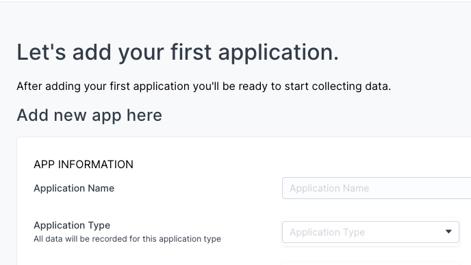 Let's add your first application.
After adding your first application you'll be ready to start collecting data.
Add new app here
APP INFORMATION
Application Name
Application Name
Application Type
Application Type
All data will be recorded for this application type